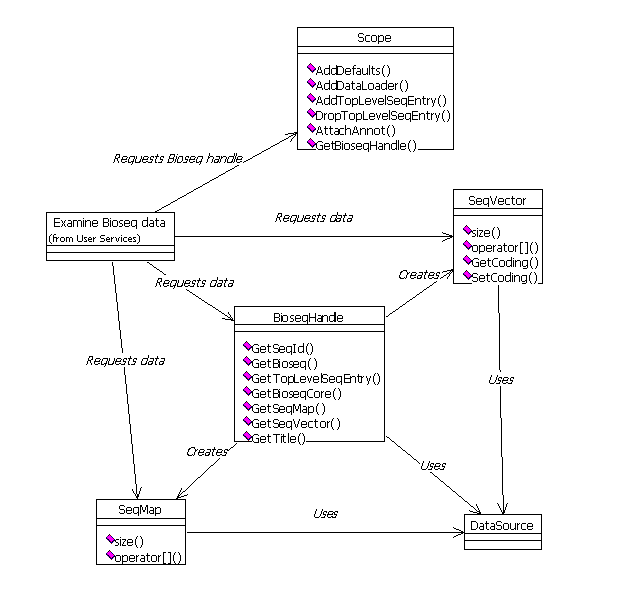 Scope
AddDefaults()
AddDataLoader()
AddTopLevelSeqEntry()
DropTopLevelSeqEntry()
AttachAnnot()
GetBioseqHandle()
Requests Bioseq handle
Examine Bioseq data
(from User Services)
Requests data
SeqVector
size()
operator[]()
GetCoding()
SetCoding()
Requests data
Creates
BioseqHandle
GetSeqId()
GetBioseq()
GetTopLevelSeqEntry()
GetBioseqCore()
GetSeqMap()
GetSeqVector()
GetTitle()
Requests data
Uses
Creates
Uses
SeqMap
size()
operator[]()
Uses
DataSource